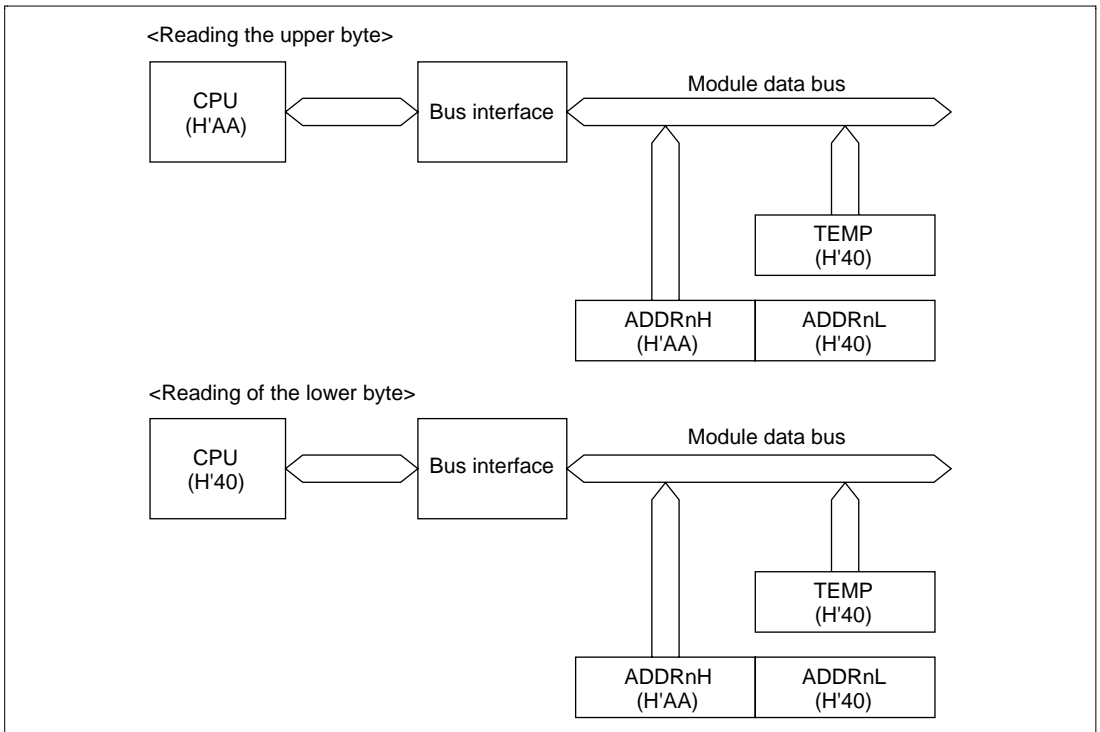 <Reading the upper byte>
CPU
(H'AA)
Bus interface
Module data bus
TEMP
(H'40)
ADDRnH
(H'AA)
ADDRnL
(H'40)
<Reading of the lower byte>
CPU
(H'40)
Bus interface
Module data bus
TEMP
(H'40)
ADDRnH
(H'AA)
ADDRnL
(H'40)